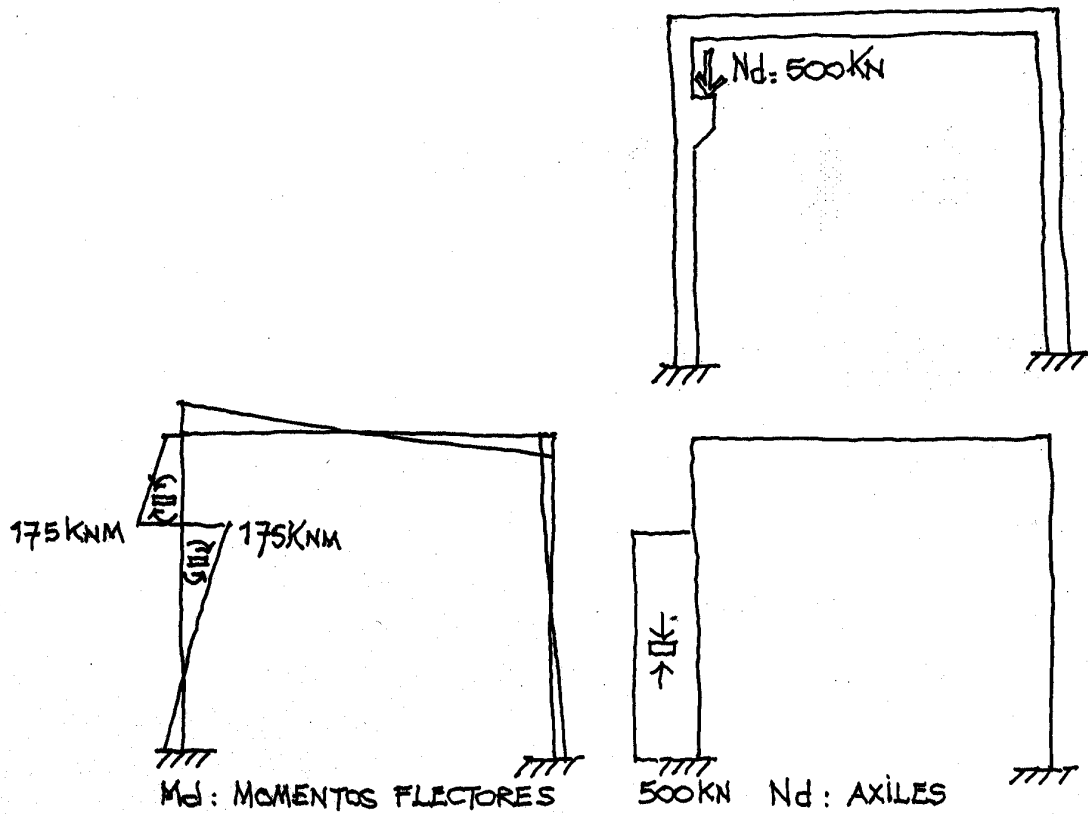 Nd: 500KN
175KNM
175KNM
Md: MOMENTOS FLECTORES
500KN Nd: AXILES